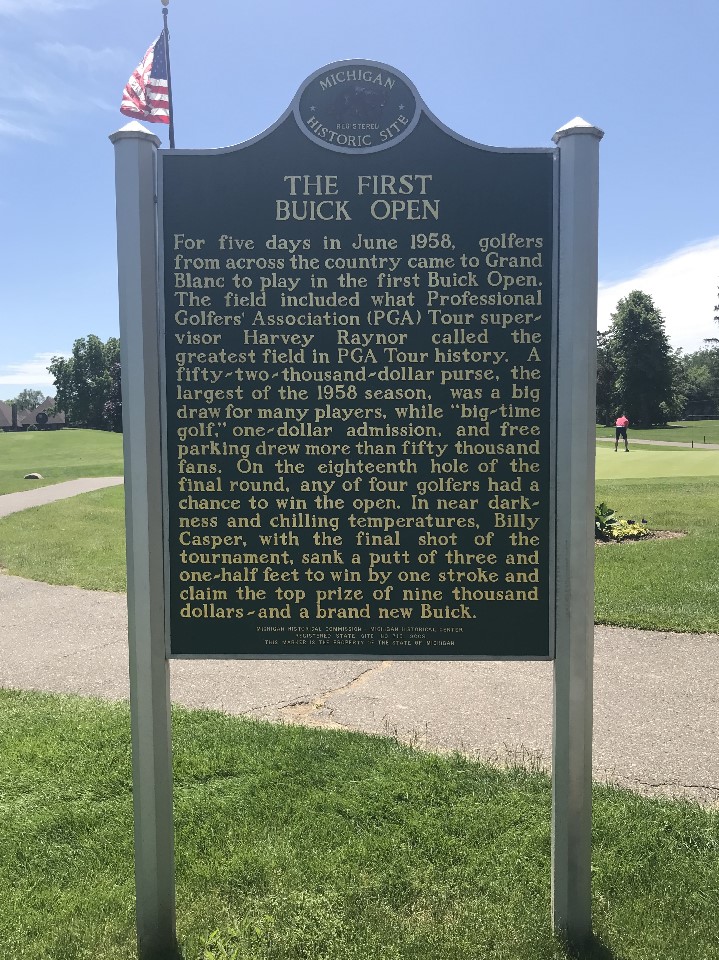 MICHIGAN
REGISTERED
HISTORIC SITE
THE FIRST
BUICK OPEN
For five days in June 1958, golfers
from across the country came to Grand
Blanc to play in the first Buick Open.
The field included what Professional
Golfers' Association (PGA) Tour super-
visor Harvey Raynor called the
greatest field in PGA Tour history. A
fifty-two-thousand-dollar purse, the
largest of the 1958 season, was a big
draw for many players, while "big-time
golf," one-dollar admission, and free
parking drew more than fifty thousand
fans. On the eighteenth hole of the
final round, any of four golfers had a
chance to win the open. In near dark-
ness and chilling temperatures, Billy
Casper, with the final shot of the
tournament, sank a putt of three and
one-half feet to win by one stroke and
claim the top prize of nine thousand
dollars-and a brand new Buick.
MICHIGAN HISTORICAL COMMISSION - MICHIGAN HISTORICAL CENTER
REGISTERED STATE SITE NO.
THIS MARKER IS THE PROPERTY OF THE STATE OF MICHIGAN